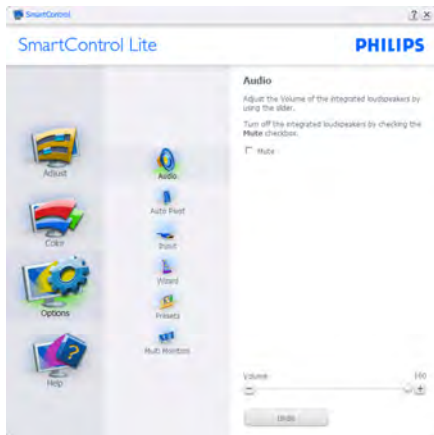 SmartControl
? x
SmartControl Lite
PHILIPS
Audio
Adjust the Volume of the integrated loudspeakers by
using the slider.
Turn off the integrated loudspeakers by checking the
Mute checkbox.
Mute
Adjust
Color
Options
Help
Audio
Auto Pivot
Point
Wizard
Presets
Multi Monitors
Volume
100
Undo